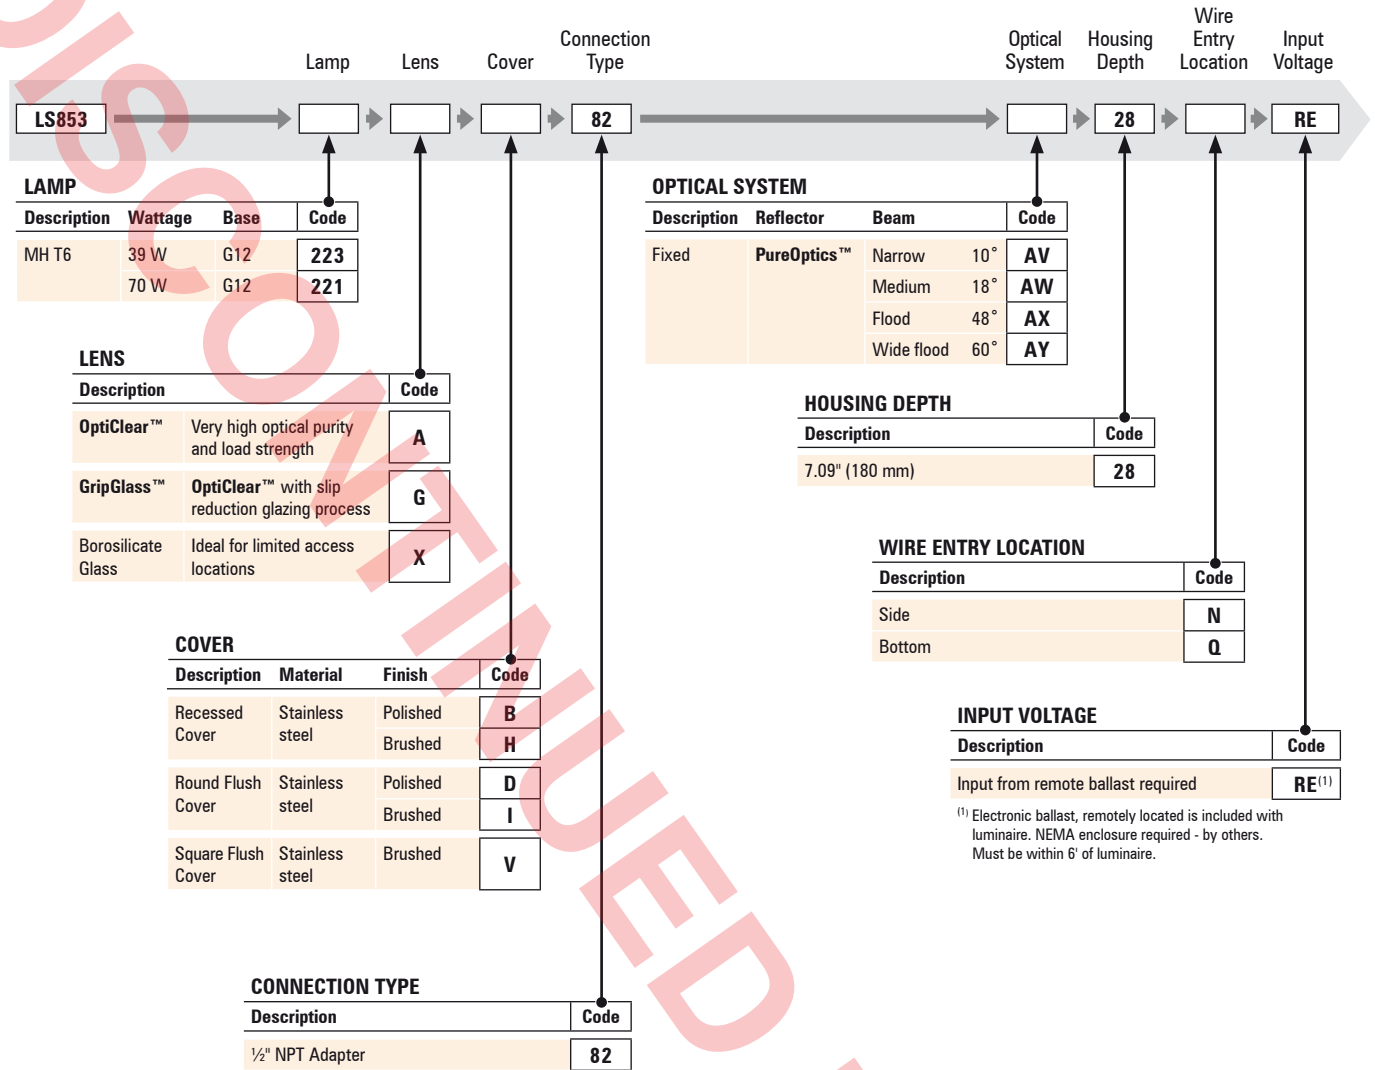 Lamp Lens Cover Connection Type Optical System Housing Depth Wire Entry Location Input Voltage
LS853 82 28 RE
LAMP
Description Wattage Base Code
MH T6 39 W G12 223
70 W G12 221
LENS
Description Code
OptiClear™ Very high optical purity and load strength A
GripGlass™ OptiClear™ with slip reduction glazing process G
Borosilicate Glass Ideal for limited access locations X
COVER
Description Material Finish Code
Recessed Cover Stainless steel Polished B
Brushed H
Round Flush Cover Stainless steel Polished D
Brushed I
Square Flush Cover Stainless steel Brushed V
CONNECTION TYPE
Description Code
½" NPT Adapter 82
OPTICAL SYSTEM
Description Reflector Beam Code
Fixed PureOptics™ Narrow 10° AV
Medium 18° AW
Flood 48° AX
Wide flood 60° AY
HOUSING DEPTH
Description Code
7.09" (180 mm) 28
WIRE ENTRY LOCATION
Description Code
Side N
Bottom Q
INPUT VOLTAGE
Description Code
Input from remote ballast required RE(1)
(1) Electronic ballast, remotely located is included with
luminaire. NEMA enclosure required - by others.
Must be within 6' of luminaire.
DISCONTINUED